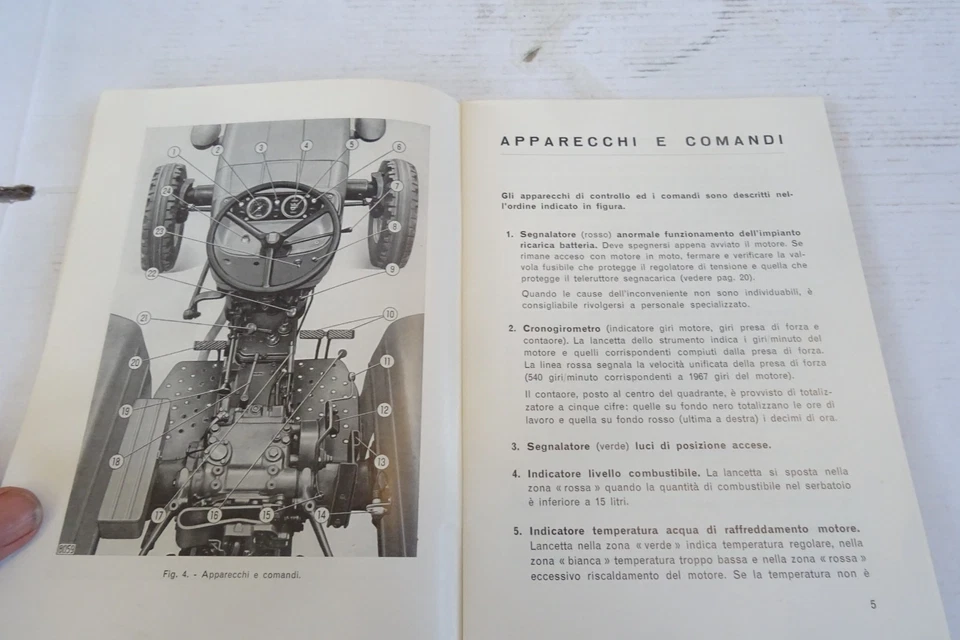 1
2
3
4
5
6
7
24
23
8
22
9
21
10
20
11
19
12
18
13
17
16
15
14
Fig. 4. - Apparecchi e comandi.
APPARECCHI E COMANDI
Gli apparecchi di controllo ed i comandi sono descritti nel-
l'ordine indicato in figura.
1. Segnalatore (rosso) anormale funzionamento dell'impianto
ricarica batteria. Deve spegnersi appena avviato il motore. Se
rimane acceso con motore in moto, fermare e verificare la val-
vola fusibile che protegge il regolatore di tensione e quella che
protegge il teleruttore segnacarica (vedere pag. 20).
Quando le cause dell'inconveniente non sono individuabili, è
consigliabile rivolgersi a personale specializzato.
2. Cronogirometro (indicatore giri motore, giri presa di forza e
contaore). La lancetta dello strumento indica i giri/minuto del
motore e quelli corrispondenti compiuti dalla presa di forza.
La linea rossa segnala la velocità unificata della presa di forza
(540 giri/minuto corrispondenti a 1967 giri del motore).
Il contaore, posto al centro del quadrante, è provvisto di totaliz-
zatore a cinque cifre: quelle su fondo nero totalizzano le ore di
lavoro e quella su fondo rosso (ultima a destra) i decimi di ora.
3. Segnalatore (verde) luci di posizione accese.
4. Indicatore livello combustibile. La lancetta si sposta nella
zona « rossa » quando la quantità di combustibile nel serbatoio
è inferiore a 15 litri.
5. Indicatore temperatura acqua di raffreddamento motore.
Lancetta nella zona « verde » indica temperatura regolare, nella
zona « bianca » temperatura troppo bassa e nella zona « rossa »
eccessivo riscaldamento del motore. Se la temperatura non è
5